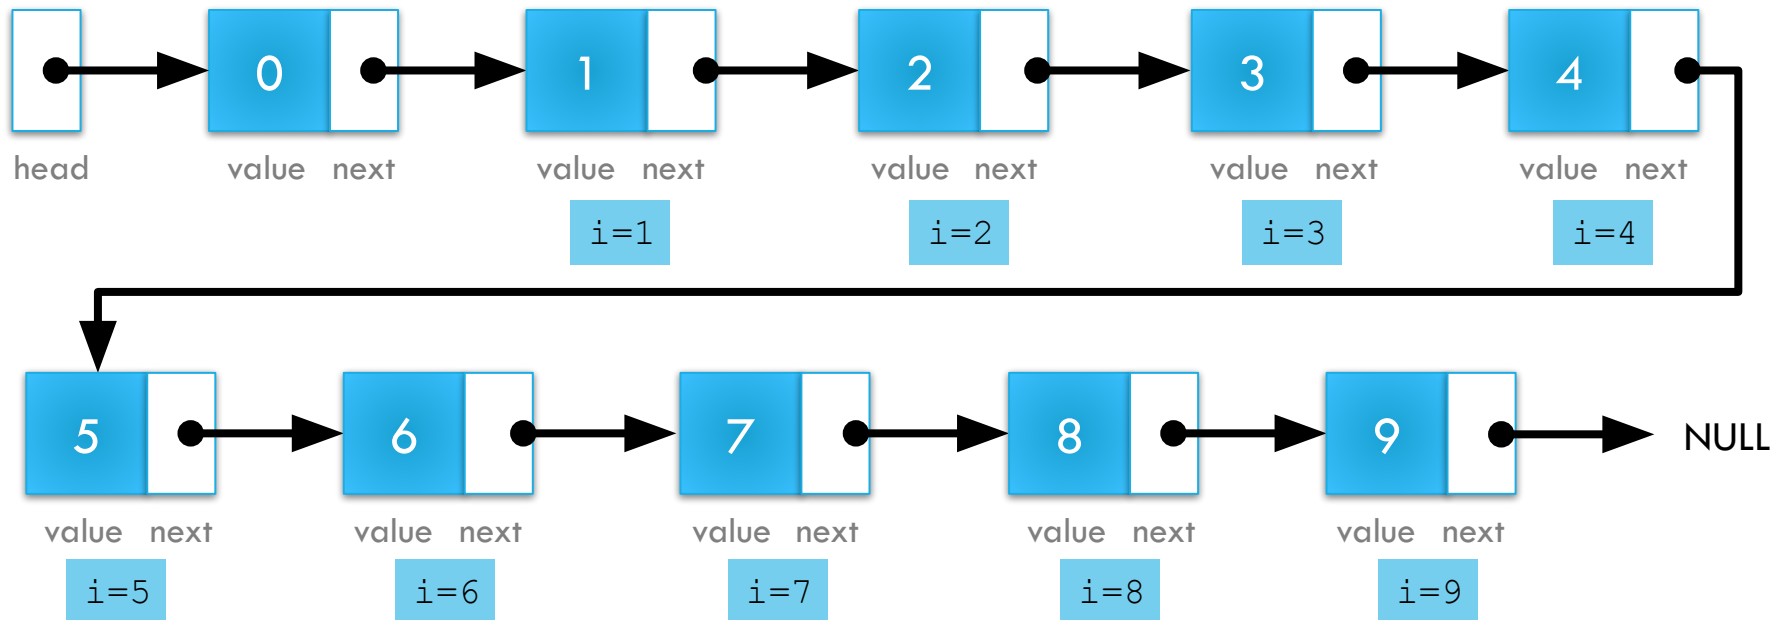 0 1 2 3 4
head value next value next value next value next value next
i=1 i=2 i=3 i=4
5 6 7 8 9 NULL
value next value next value next value next value next
i=5 i=6 i=7 i=8 i=9